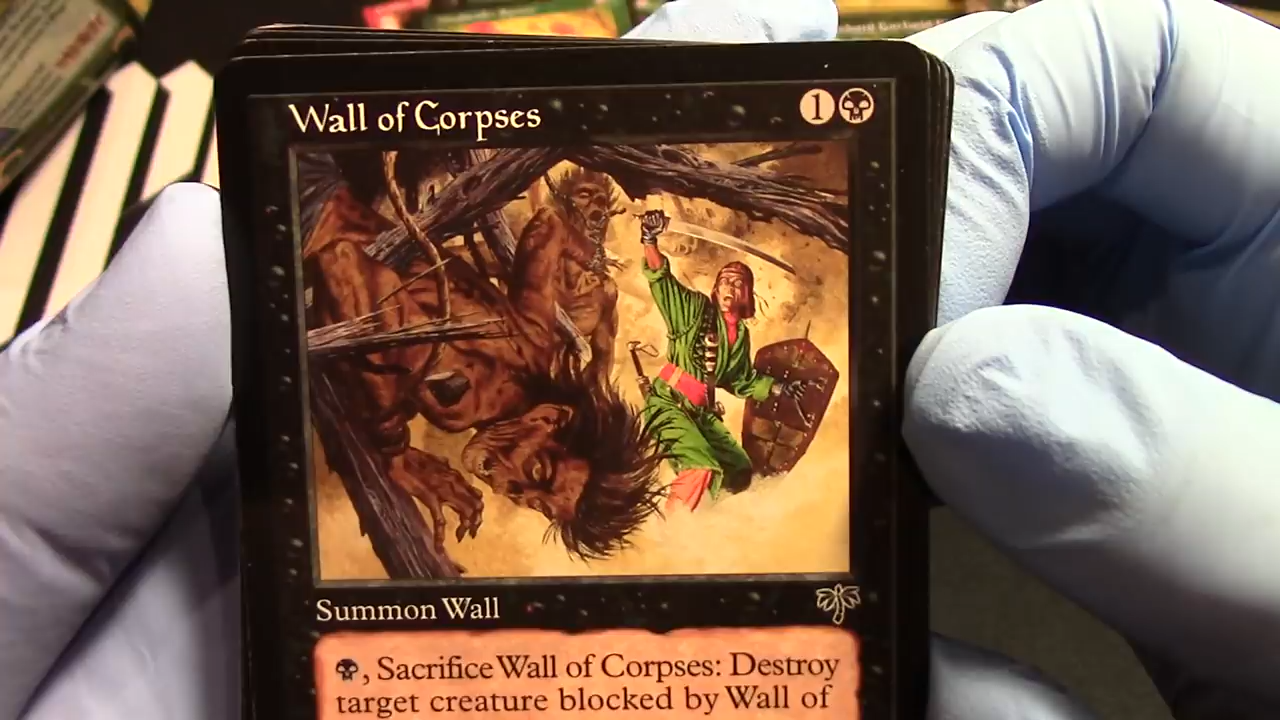 Wall of Corpses
1
Summon Wall
, Sacrifice Wall of Corpses: Destroy
target creature blocked by Wall of